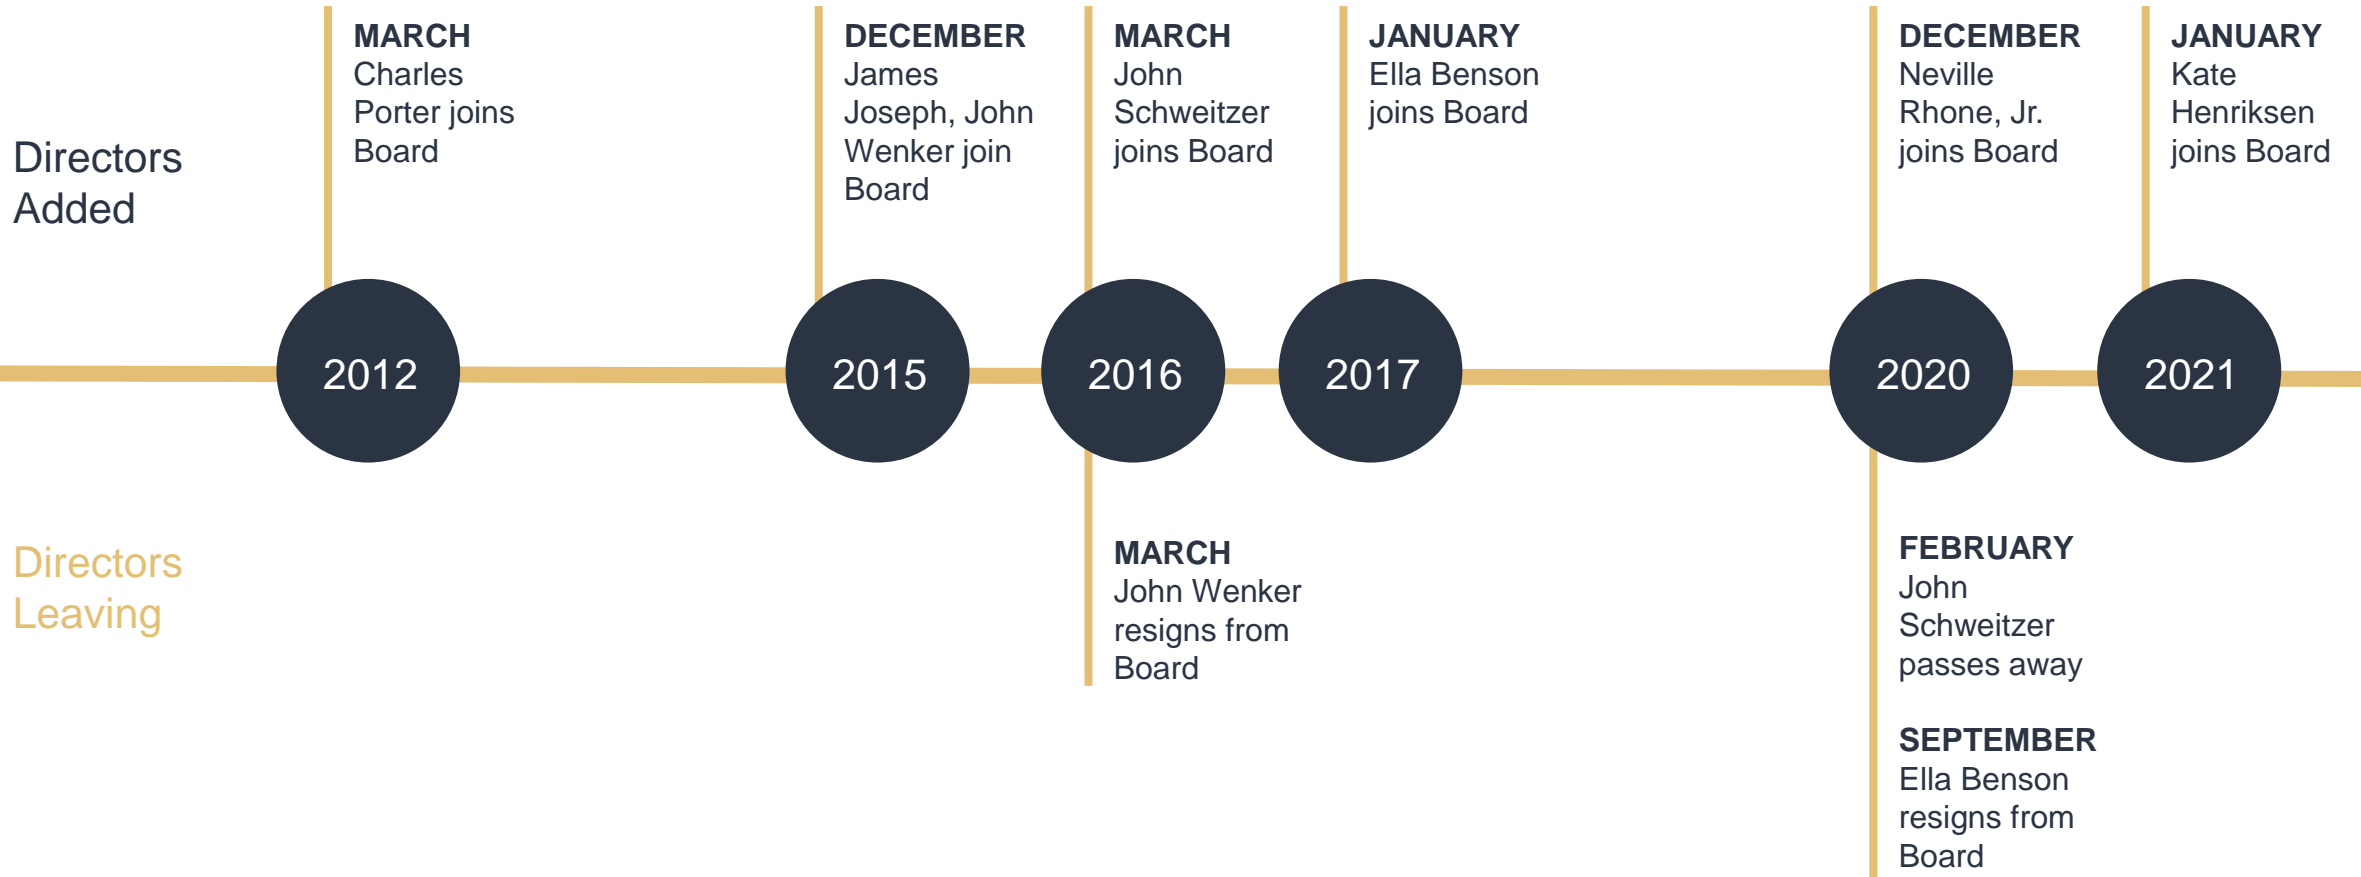 MARCH
Charles
Porter joins
Board
DECEMBER
James
Joseph, John
Wenker join
Board
MARCH
John
Schweitzer
joins Board
JANUARY
Ella Benson
joins Board
DECEMBER
Neville
Rhone, Jr.
joins Board
JANUARY
Kate
Henriksen
joins Board
Directors
Added
2012
2015
2016
2017
2020
2021
Directors
Leaving
MARCH
John Wenker
resigns from
Board
FEBRUARY
John
Schweitzer
passes away
SEPTEMBER
Ella Benson
resigns from
Board